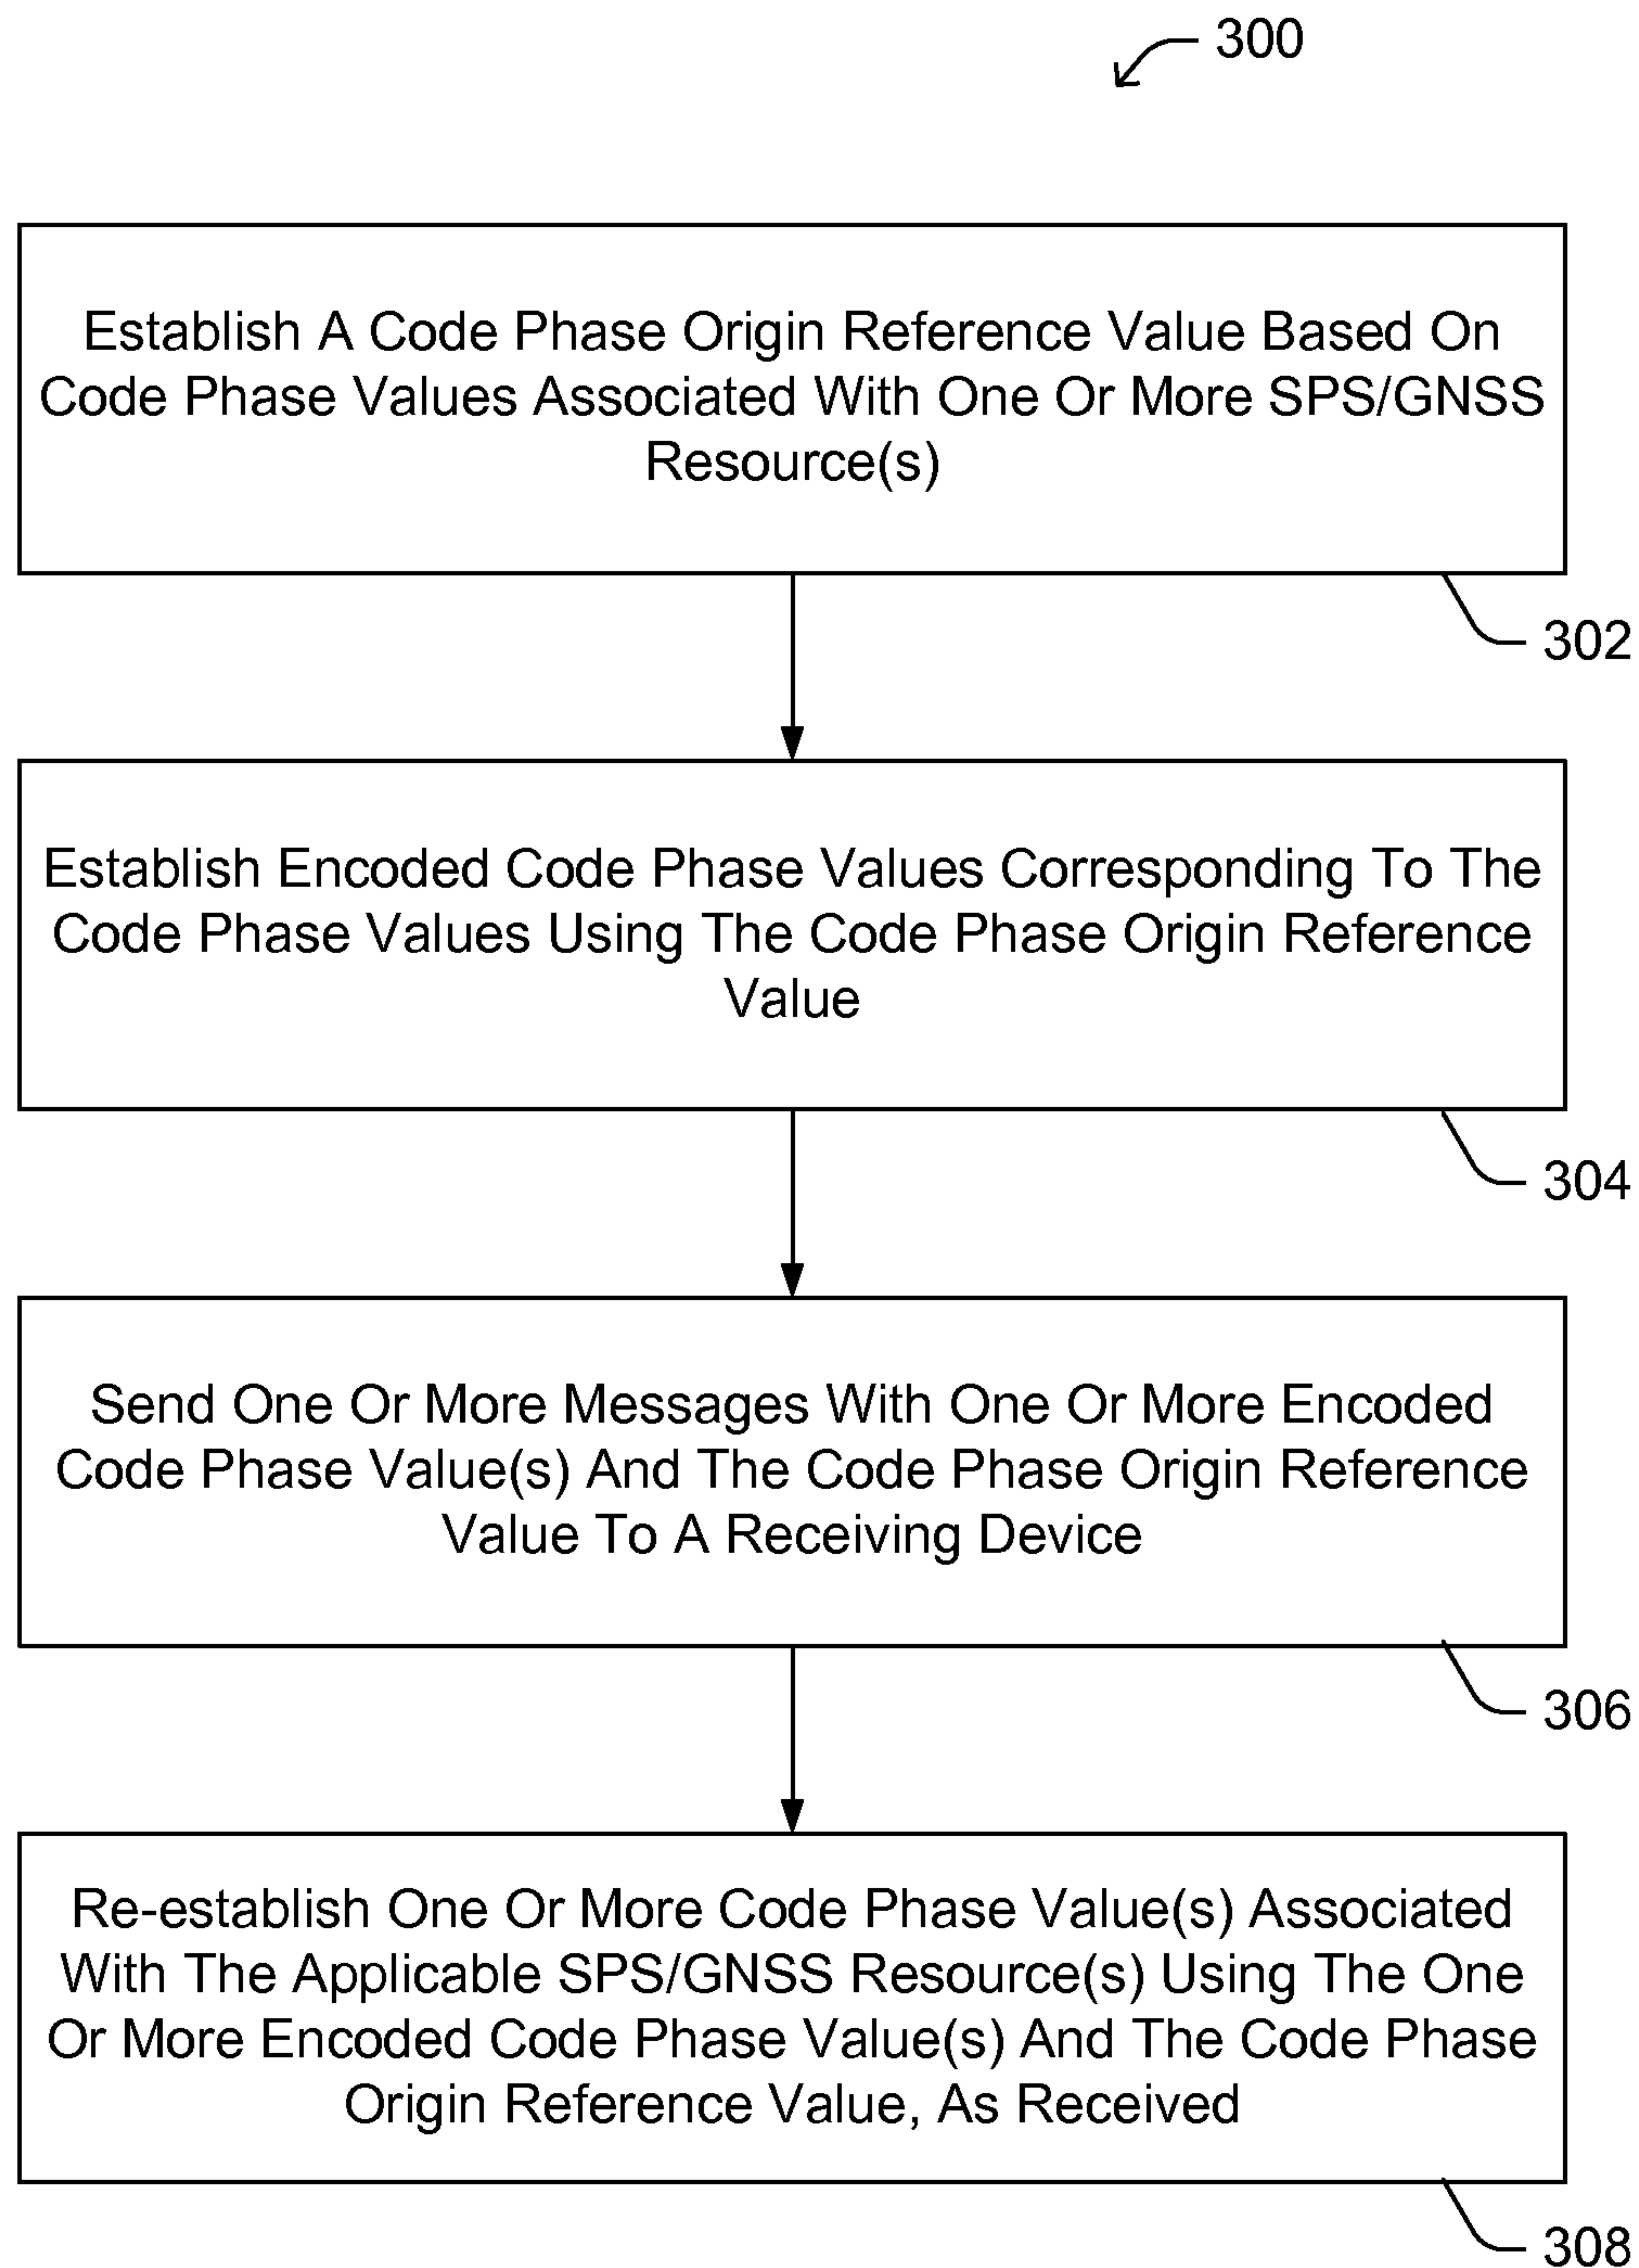 300
Establish A Code Phase Origin Reference Value Based On
Code Phase Values Associated With One Or More SPS/GNSS
Resource(s)
302
Establish Encoded Code Phase Values Corresponding To The
Code Phase Values Using The Code Phase Origin Reference
Value
304
Send One Or More Messages With One Or More Encoded
Code Phase Value(s) And The Code Phase Origin Reference
Value To A Receiving Device
306
Re-establish One Or More Code Phase Value(s) Associated
With The Applicable SPS/GNSS Resource(s) Using The One
Or More Encoded Code Phase Value(s) And The Code Phase
Origin Reference Value, As Received
308